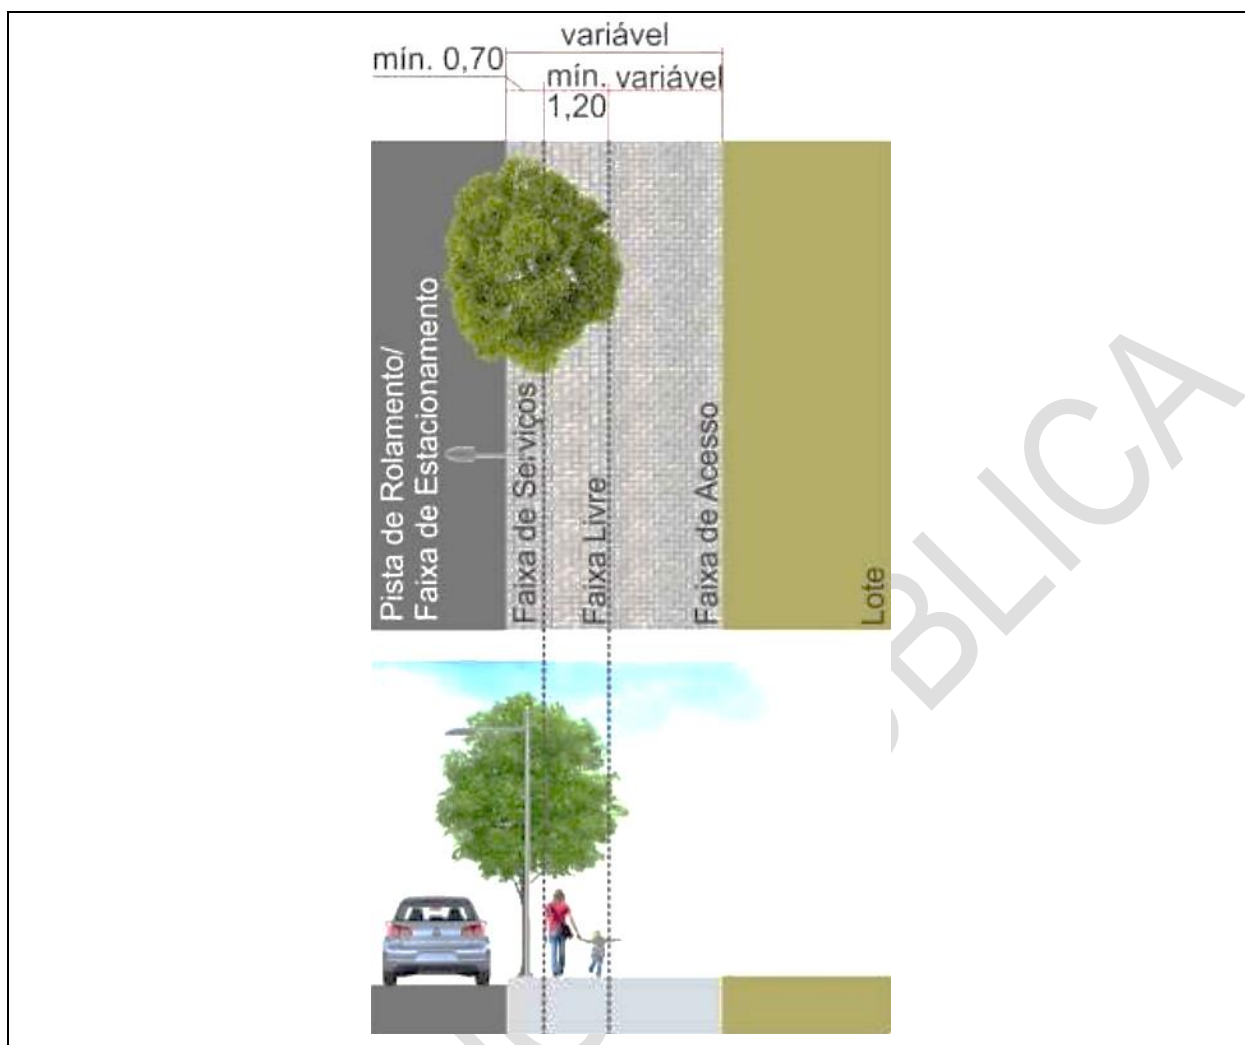 variável
mín. 0,70
mín. variável
1,20
Pista de Rolamento/
Faixa de Estacionamento
Faixa de Serviços
Faixa Livre
Faixa de Acesso
Lote
BLICA